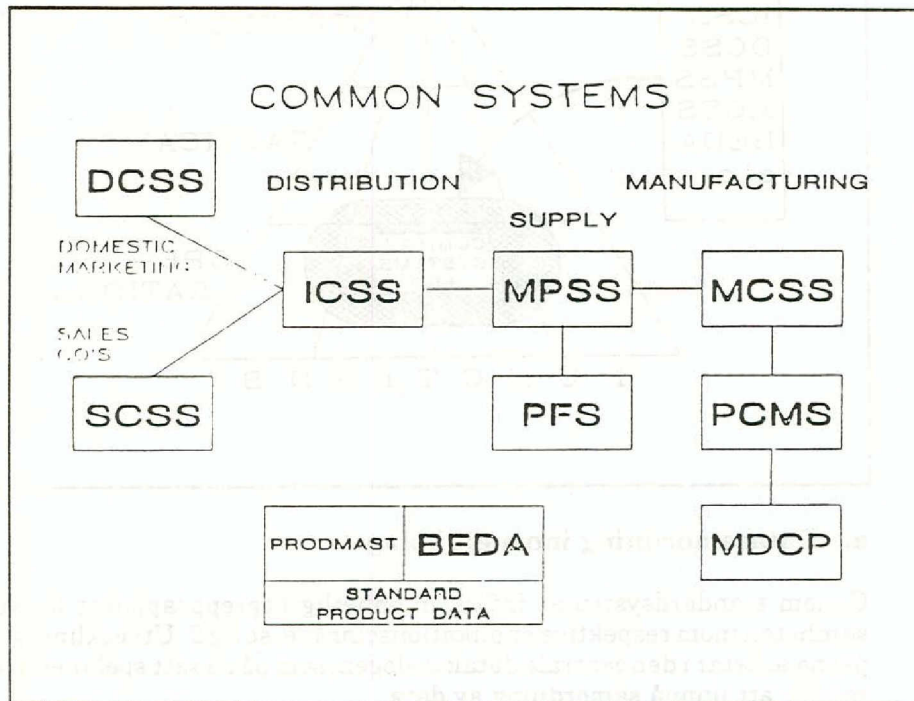 COMMON SYSTEMS
DCSS
DISTRIBUTION
MANUFACTURING
SUPPLY
DOMESTIC
MARKETING
ICSS
MPSS
MCSS
SALES
CO'S
SCSS
PFS
PCMS
PRODMAST
BEDA
MDCP
STANDARD
PRODUCT DATA